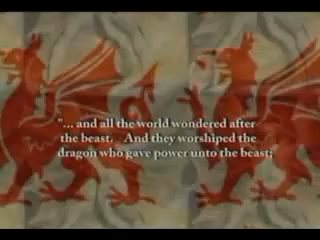 "... and all the world wondered after
the beast. And they worshiped the
dragon who gave power unto the beast;